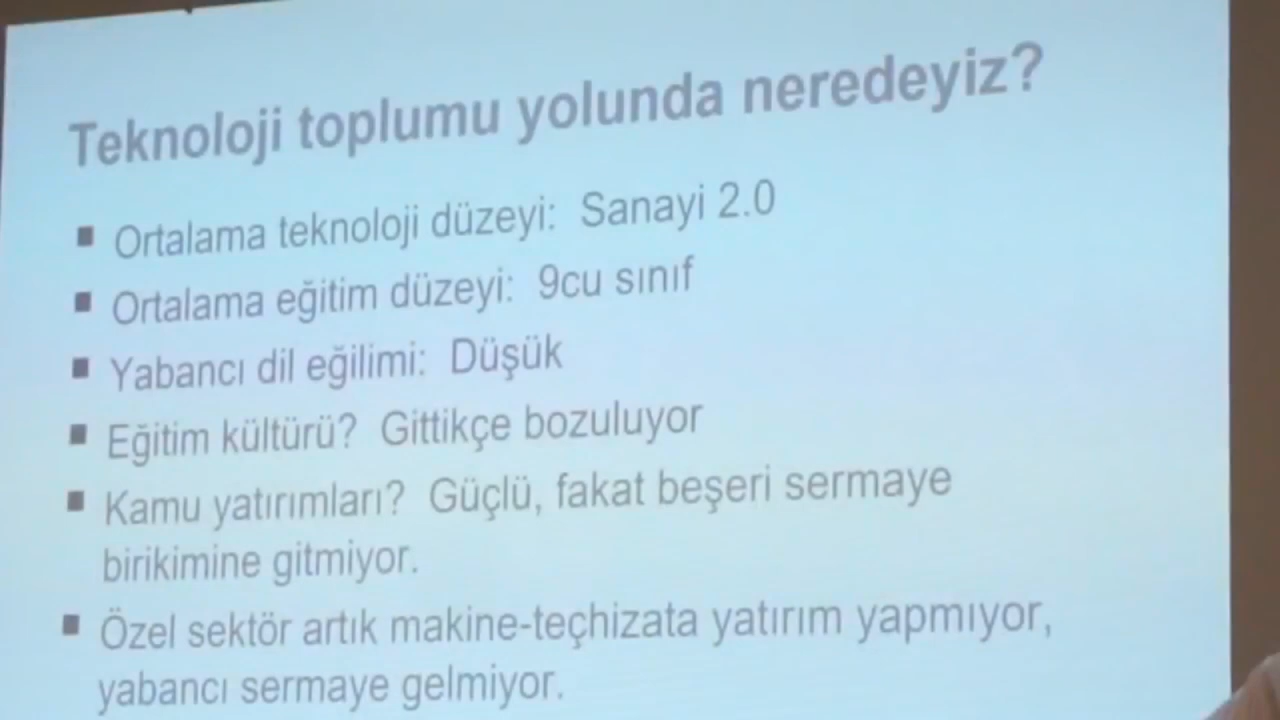 Teknoloji toplumu yolunda neredeyiz?
▪ Ortalama teknoloji düzeyi: Sanayi 2.0
▪ Ortalama eğitim düzeyi: 9cu sınıf
▪ Yabancı dil eğilimi: Düşük
▪ Eğitim kültürü? Gittikçe bozuluyor
▪ Kamu yatırımları? Güçlü, fakat beşeri sermaye
birikimine gitmiyor.
▪ Özel sektör artık makine-teçhizata yatırım yapmıyor,
yabancı sermaye gelmiyor.